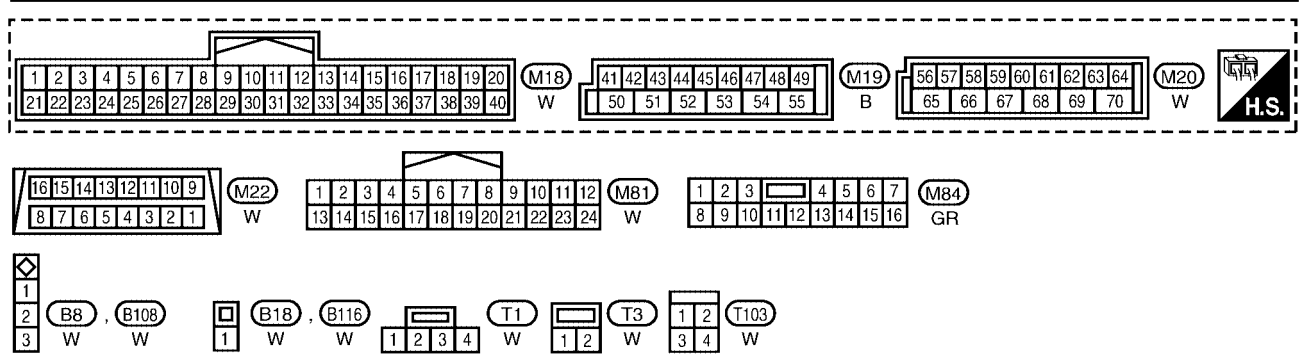 1 2 3 4 5 6 7 8 9 10 11 12 13 14 15 16 17 18 19 20
21 22 23 24 25 26 27 28 29 30 31 32 33 34 35 36 37 38 39 40
M18
W
41 42 43 44 45 46 47 48 49
50 51 52 53 54 55
M19
B
56 57 58 59 60 61 62 63 64
65 66 67 68 69 70
M20
W
H.S.
16 15 14 13 12 11 10 9
8 7 6 5 4 3 2 1
M22
W
1 2 3 4 5 6 7 8 9 10 11 12
13 14 15 16 17 18 19 20 21 22 23 24
M81
W
1 2 3 4 5 6 7
8 9 10 11 12 13 14 15 16
M84
GR
1
2
3
B8 , B108
W W
1
B18 , B116
W W
1 2 3 4
T1
W
1 2
T3
W
1 2
3 4
T103
W